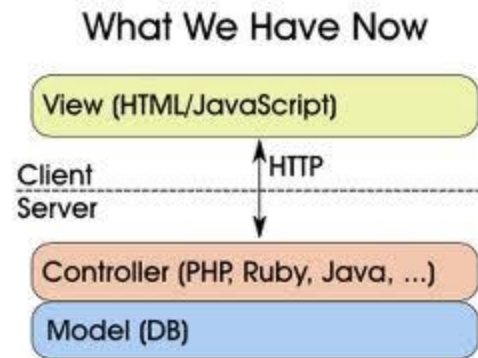 What We Have Now
View (HTML/JavaScript)
HTTP
Client
Server
Controller (PHP, Ruby, Java, ...)
Model (DB)